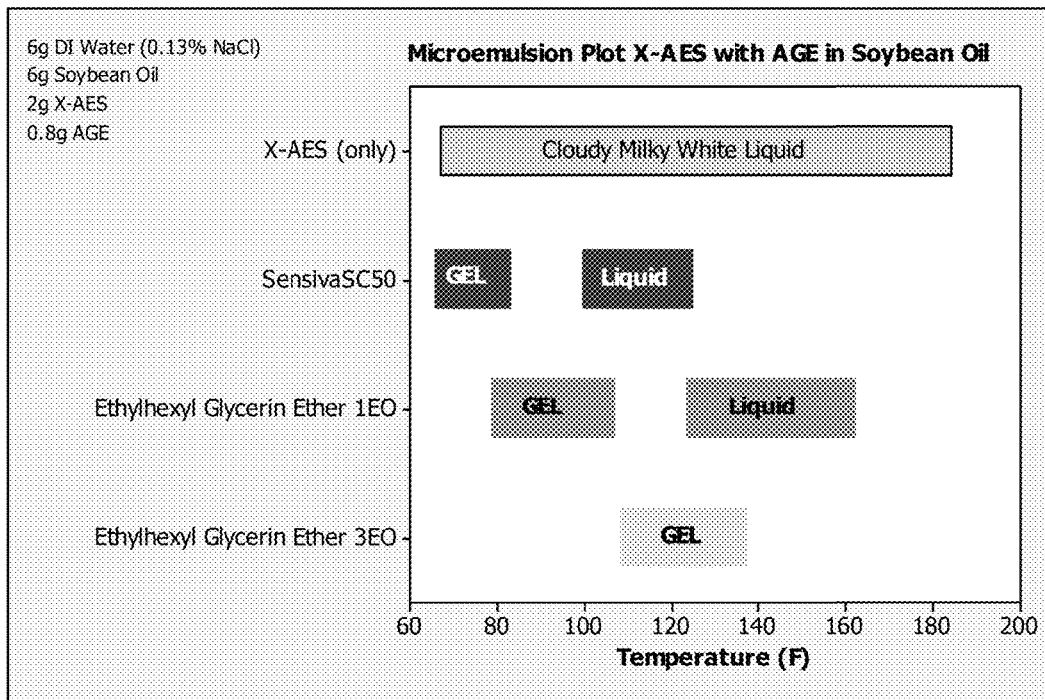 6g DI Water (0.13% NaCl)
6g Soybean Oil
2g X-AES
0.8g AGE
Microemulsion Plot X-AES with AGE in Soybean Oil
X-AES (only)
Cloudy Milky White Liquid
SensivaSC50
GEL
Liquid
Ethylhexyl Glycerin Ether 1EO
GEL
Liquid
Ethylhexyl Glycerin Ether 3EO
GEL
60 80 100 120 140 160 180 200
Temperature (F)